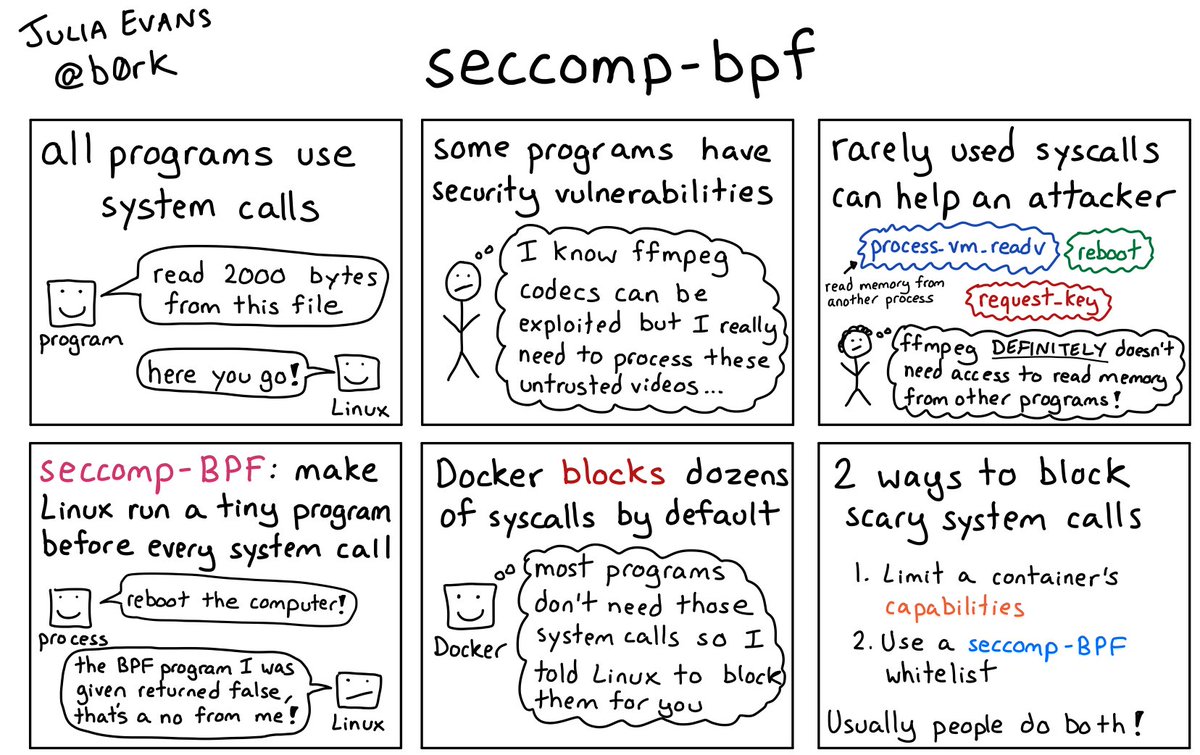 JULIA EVANS
@b0rk
seccomp-bpf
all programs use
system calls
read 2000 bytes
from this file
program
here you go!
Linux
some programs have
security vulnerabilities
I know ffmpeg
codecs can be
exploited but I really
need to process these
untrusted videos...
rarely used syscalls
can help an attacker
process_vm_readv
reboot
read memory from
another process
request_key
ffmpeg DEFINITELY doesn't
need access to read memory
from other programs!
seccomp-BPF: make
Linux run a tiny program
before every system call
reboot the computer!
process
the BPF program I was
given returned false,
that's a no from me!
Linux
Docker blocks dozens
of syscalls by default
most programs
don't need those
system calls so I
told Linux to block
them for you
Docker
2 ways to block
scary system calls
1. Limit a container's
capabilities
2. Use a seccomp-BPF
whitelist
Usually people do both!